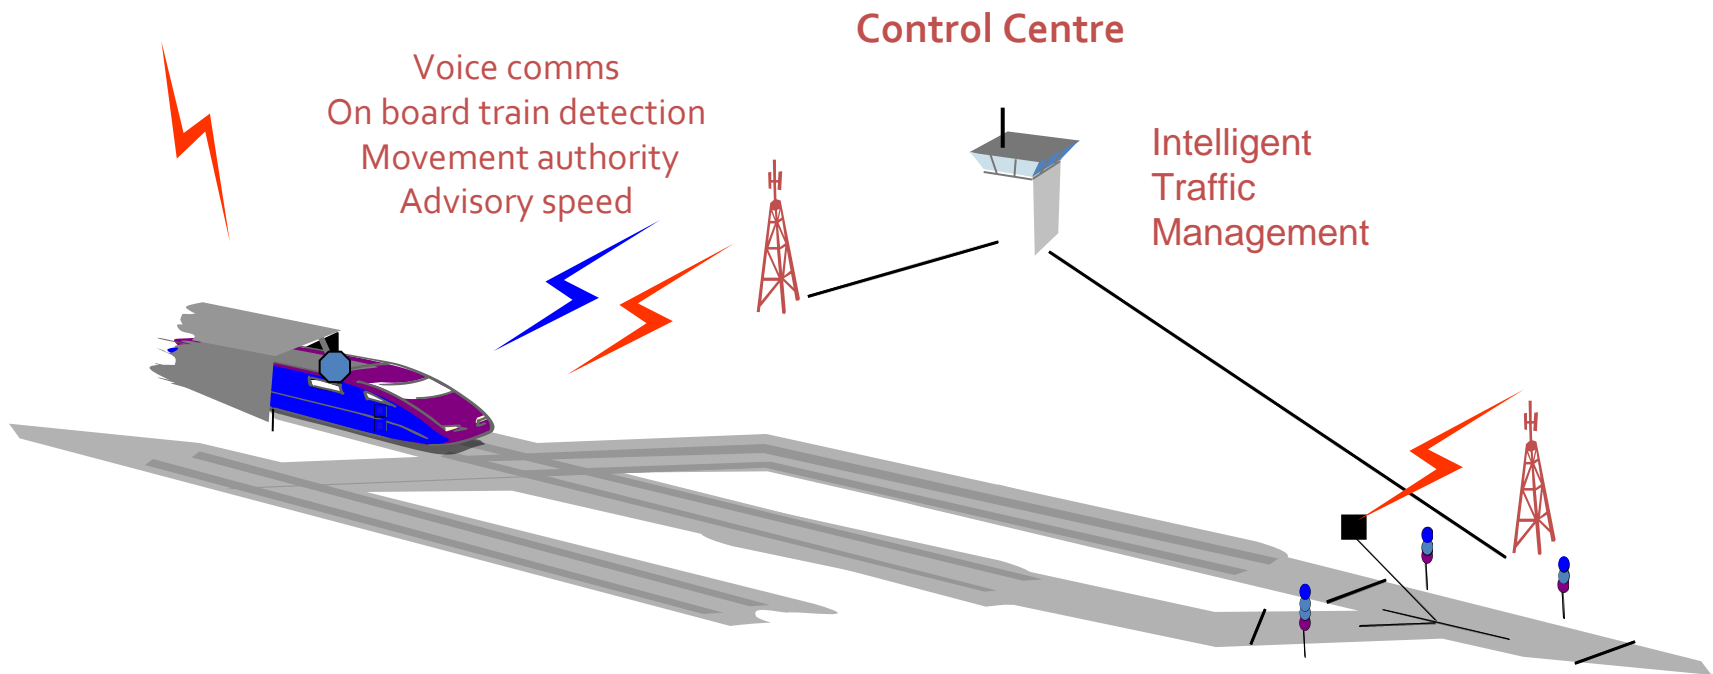 Control Centre
Voice comms
On board train detection
Movement authority
Advisory speed
Intelligent
Traffic
Management